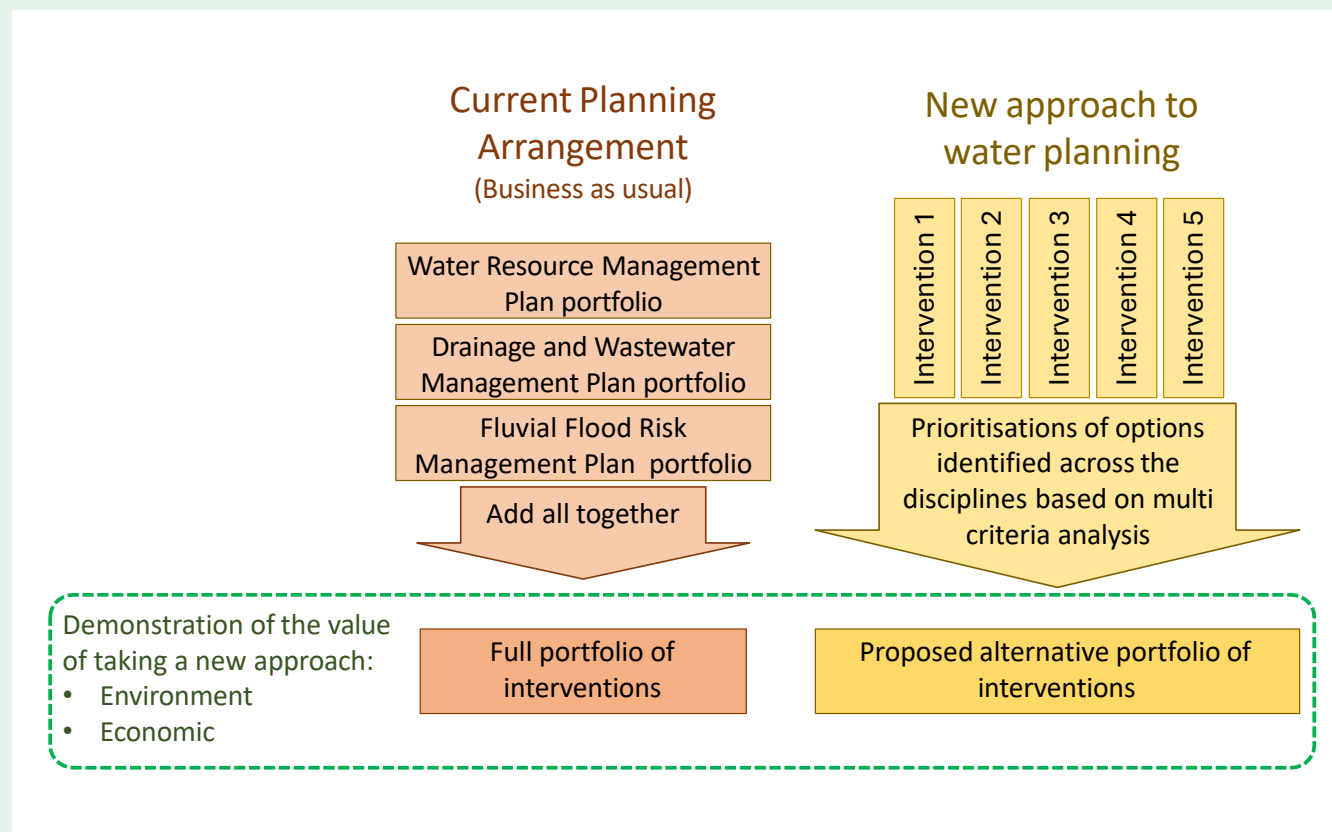 Current Planning
Arrangement
(Business as usual)
Water Resource Management
Plan portfolio
Drainage and Wastewater
Management Plan portfolio
Fluvial Flood Risk
Management Plan  portfolio
Add all together
New approach to
water planning
Intervention 1
Intervention 2
Intervention 3
Intervention 4
Intervention 5
Prioritisations of options
identified across the
disciplines based on multi
criteria analysis
Demonstration of the value
of taking a new approach:
• Environment
• Economic
Full portfolio of
interventions
Proposed alternative portfolio of
interventions